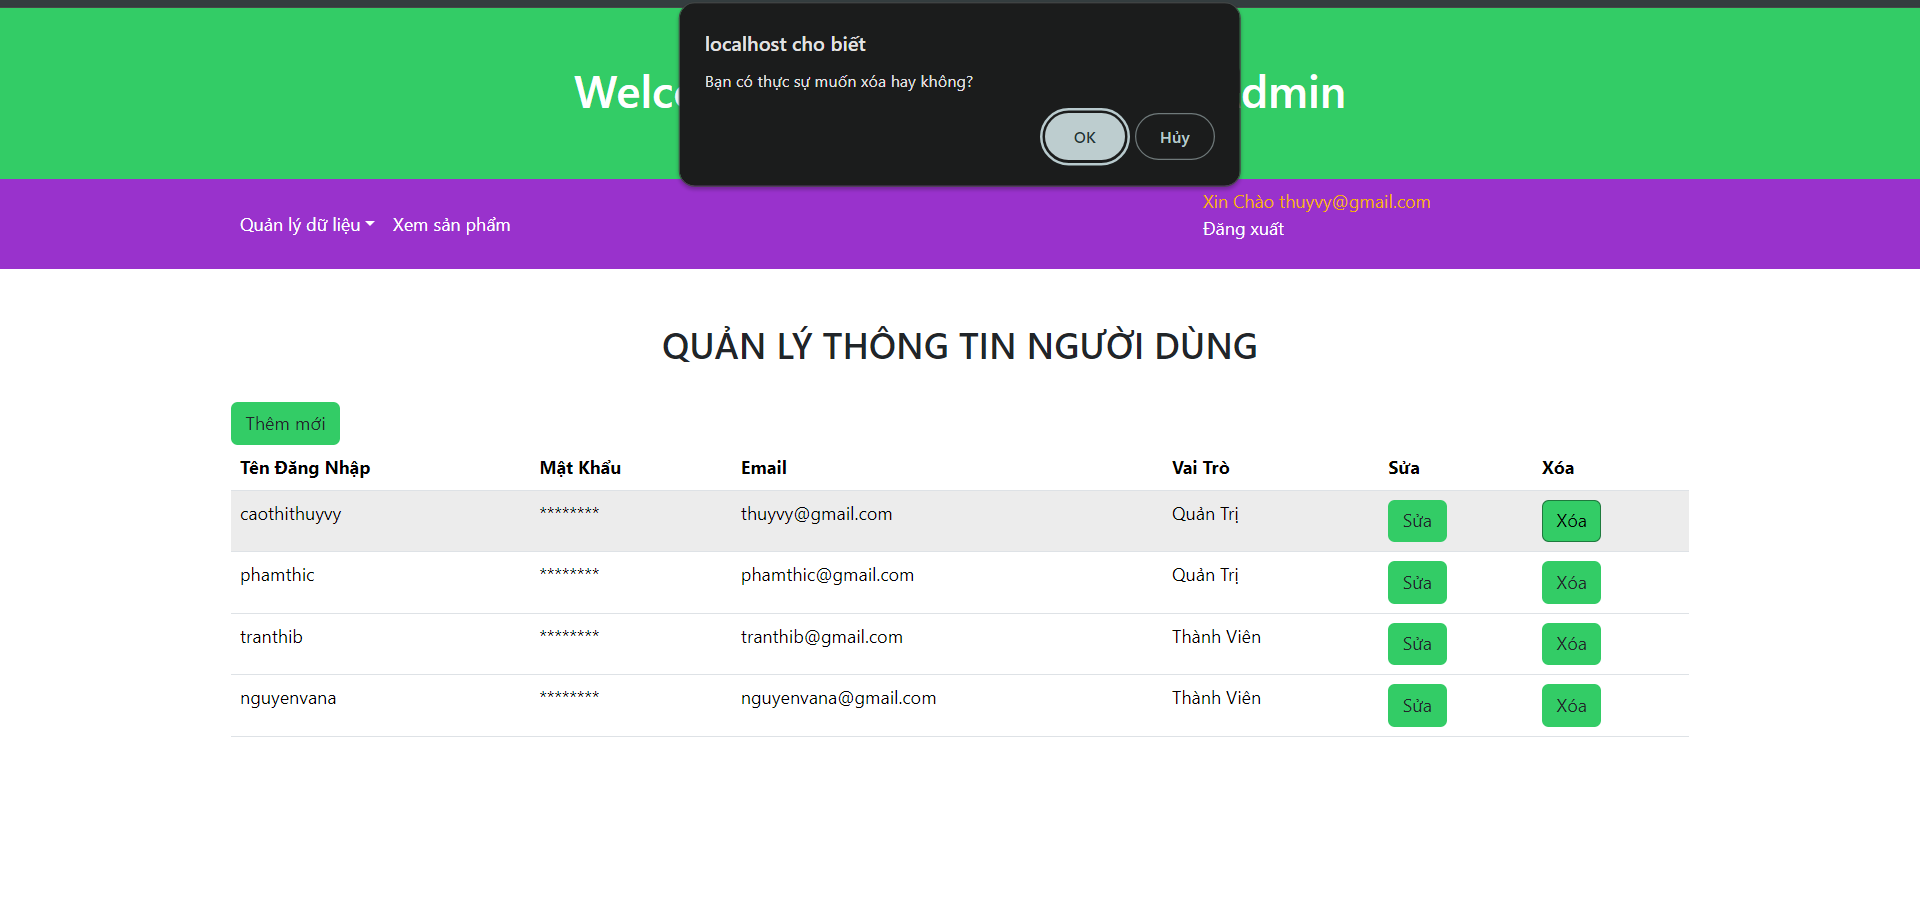 localhost cho biết
Bạn có thực sự muốn xóa hay không?
OK Hủy
Quản lý dữ liệu Xem sản phẩm
Xin Chào thuyvy@gmail.com
Đăng xuất
QUẢN LÝ THÔNG TIN NGƯỜI DÙNG
Thêm mới
Tên Đăng Nhập Mật Khẩu Email Vai Trò Sửa Xóa
caothithuyvy ******** thuyvy@gmail.com Quản Trị Sửa Xóa
phamthic ******** phamthic@gmail.com Quản Trị Sửa Xóa
tranthib ******** tranthib@gmail.com Thành Viên Sửa Xóa
nguyenvana ******** nguyenvana@gmail.com Thành Viên Sửa Xóa